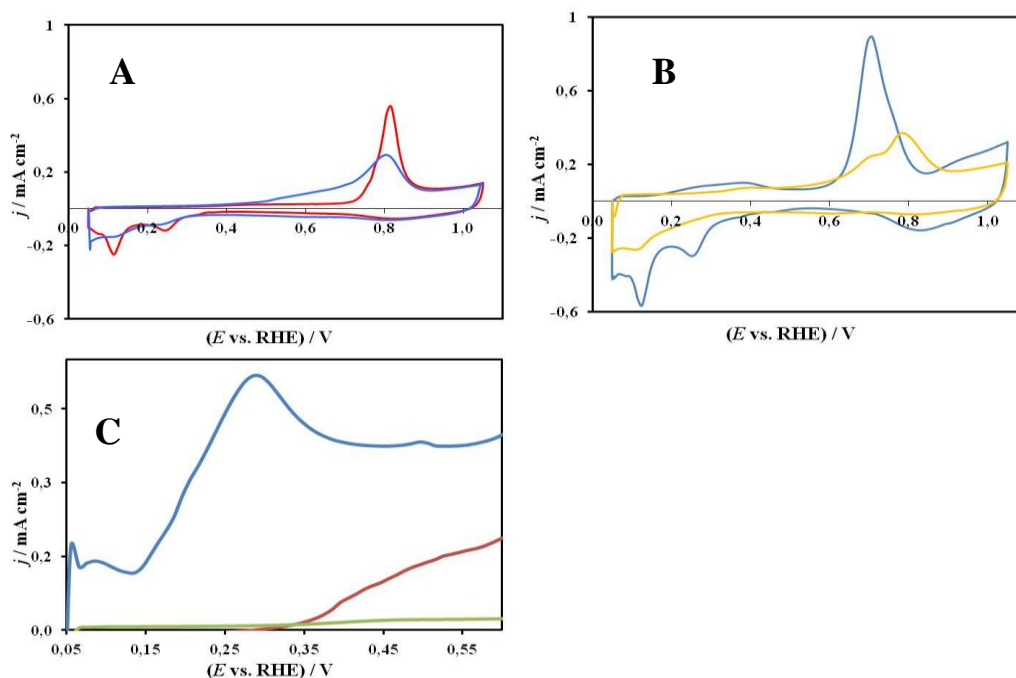 A
1
0,6
0,2
-0,2
-0,6
0,0 0,2 0,4 0,6 0,8 1,0
j / mA cm⁻²
(E vs. RHE) / V
B
1
0,6
0,2
-0,2
-0,6
0,0 0,2 0,4 0,6 0,8 1,0
j / mA cm⁻²
(E vs. RHE) / V
C
0,5
0,3
0,2
0,0
0,05 0,15 0,25 0,35 0,45 0,55
j / mA cm⁻²
(E vs. RHE) / V